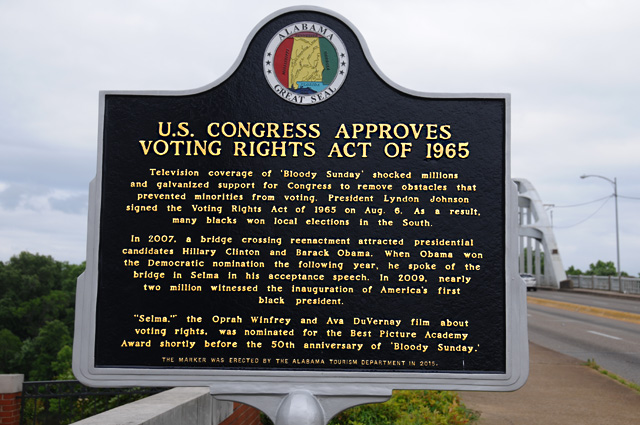 ALABAMA
GREAT SEAL
U.S. CONGRESS APPROVES
VOTING RIGHTS ACT OF 1965
Television coverage of 'Bloody Sunday' shocked millions
and galvanized support for Congress to remove obstacles that
prevented minorities from voting. President Lyndon Johnson
signed the Voting Rights Act of 1965 on Aug. 6. As a result,
many blacks won local elections in the South.
In 2007, a bridge crossing reenactment attracted presidential
candidates Hillary Clinton and Barack Obama. When Obama won
the Democratic nomination the following year, he spoke of the
bridge in Selma in his acceptance speech. In 2009, nearly
two million witnessed the inauguration of America's first
black president.
"Selma," the Oprah Winfrey and Ava DuVernay film about
voting rights, was nominated for the Best Picture Academy
Award shortly before the 50th anniversary of 'Bloody Sunday.'
THE MARKER WAS ERECTED BY THE ALABAMA TOURISM DEPARTMENT IN 2015.